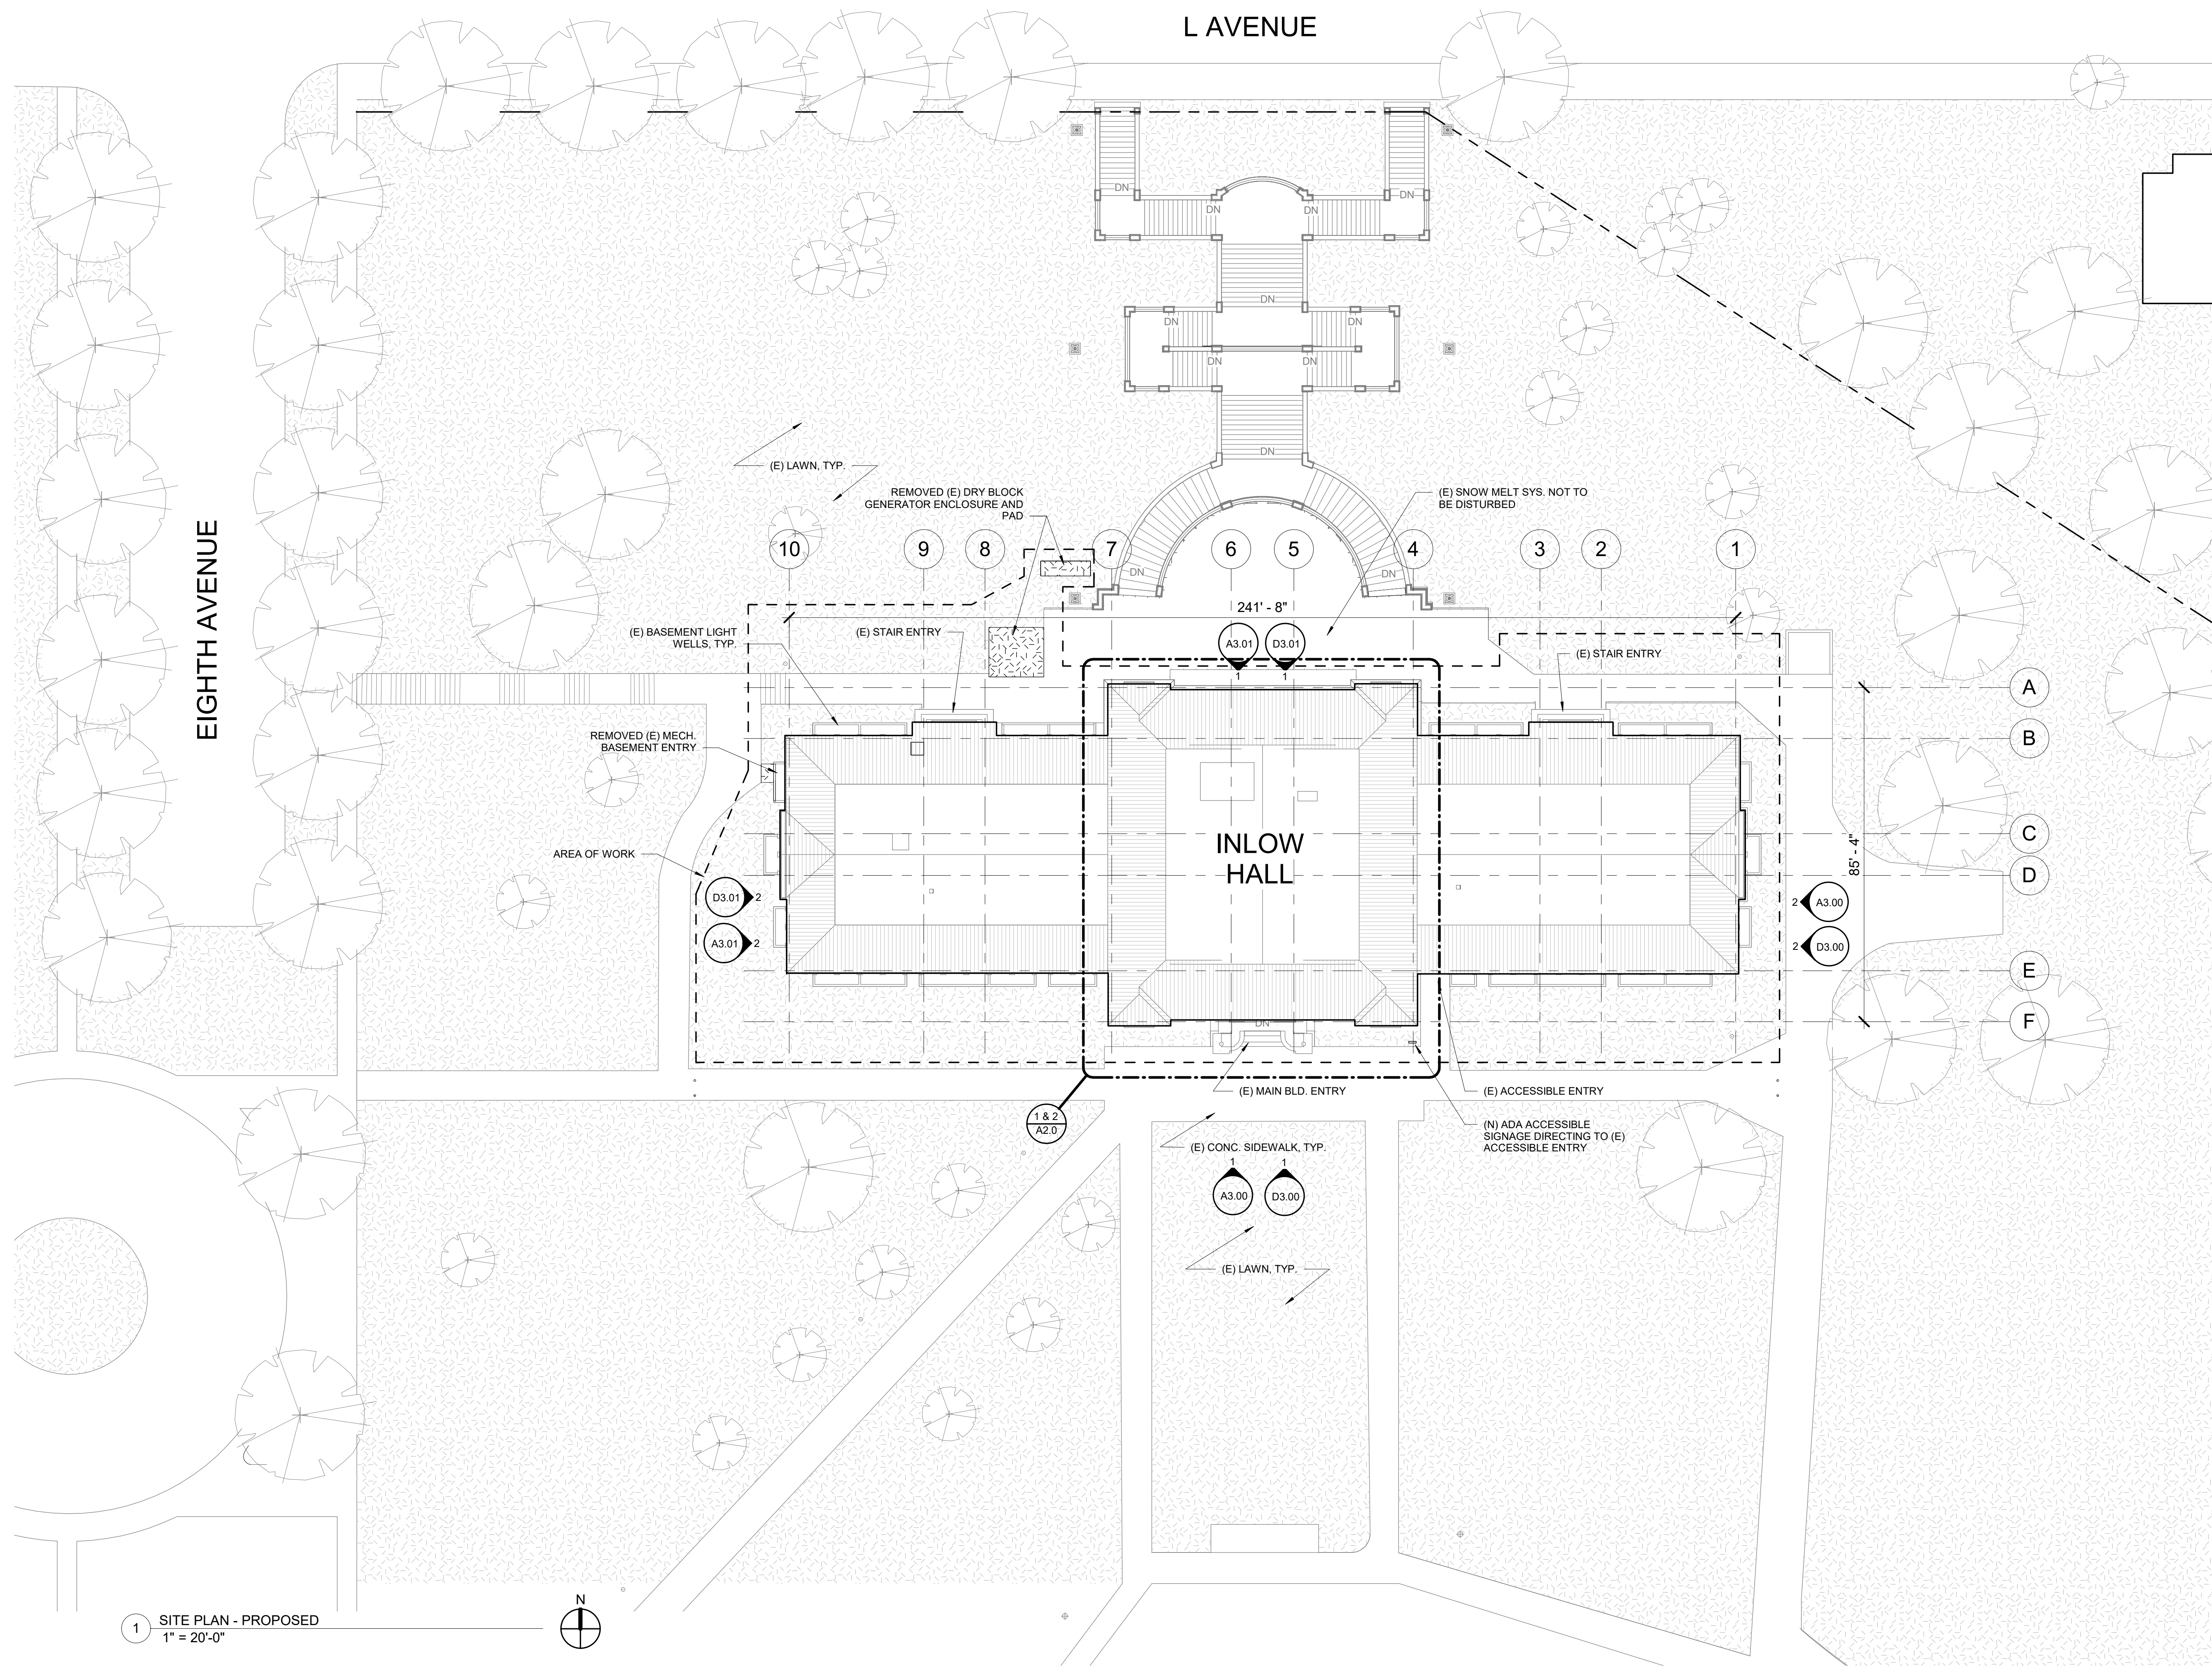 L AVENUE
EIGHTH AVENUE
DN
DN
DN
DN
DN
DN
DN
DN
DN
DN
(E) LAWN, TYP.
REMOVED (E) DRY BLOCK
GENERATOR ENCLOSURE AND
PAD
(E) SNOW MELT SYS. NOT TO
BE DISTURBED
10
9
8
7
6
5
4
3
2
1
DN
DN
241' - 8"
(E) BASEMENT LIGHT
WELLS, TYP.
(E) STAIR ENTRY
A3.01
1
D3.01
1
(E) STAIR ENTRY
A
B
REMOVED (E) MECH.
BASEMENT ENTRY
INLOW
HALL
C
85' - 4"
D
AREA OF WORK
D3.01
2
A3.01
2
2
A3.00
2
D3.00
E
F
DN
(E) MAIN BLD. ENTRY
(E) ACCESSIBLE ENTRY
1 & 2
A2.0
(N) ADA ACCESSIBLE
SIGNAGE DIRECTING TO (E)
ACCESSIBLE ENTRY
(E) CONC. SIDEWALK, TYP.
1
A3.00
1
D3.00
(E) LAWN, TYP.
N
1
SITE PLAN - PROPOSED
1" = 20'-0"